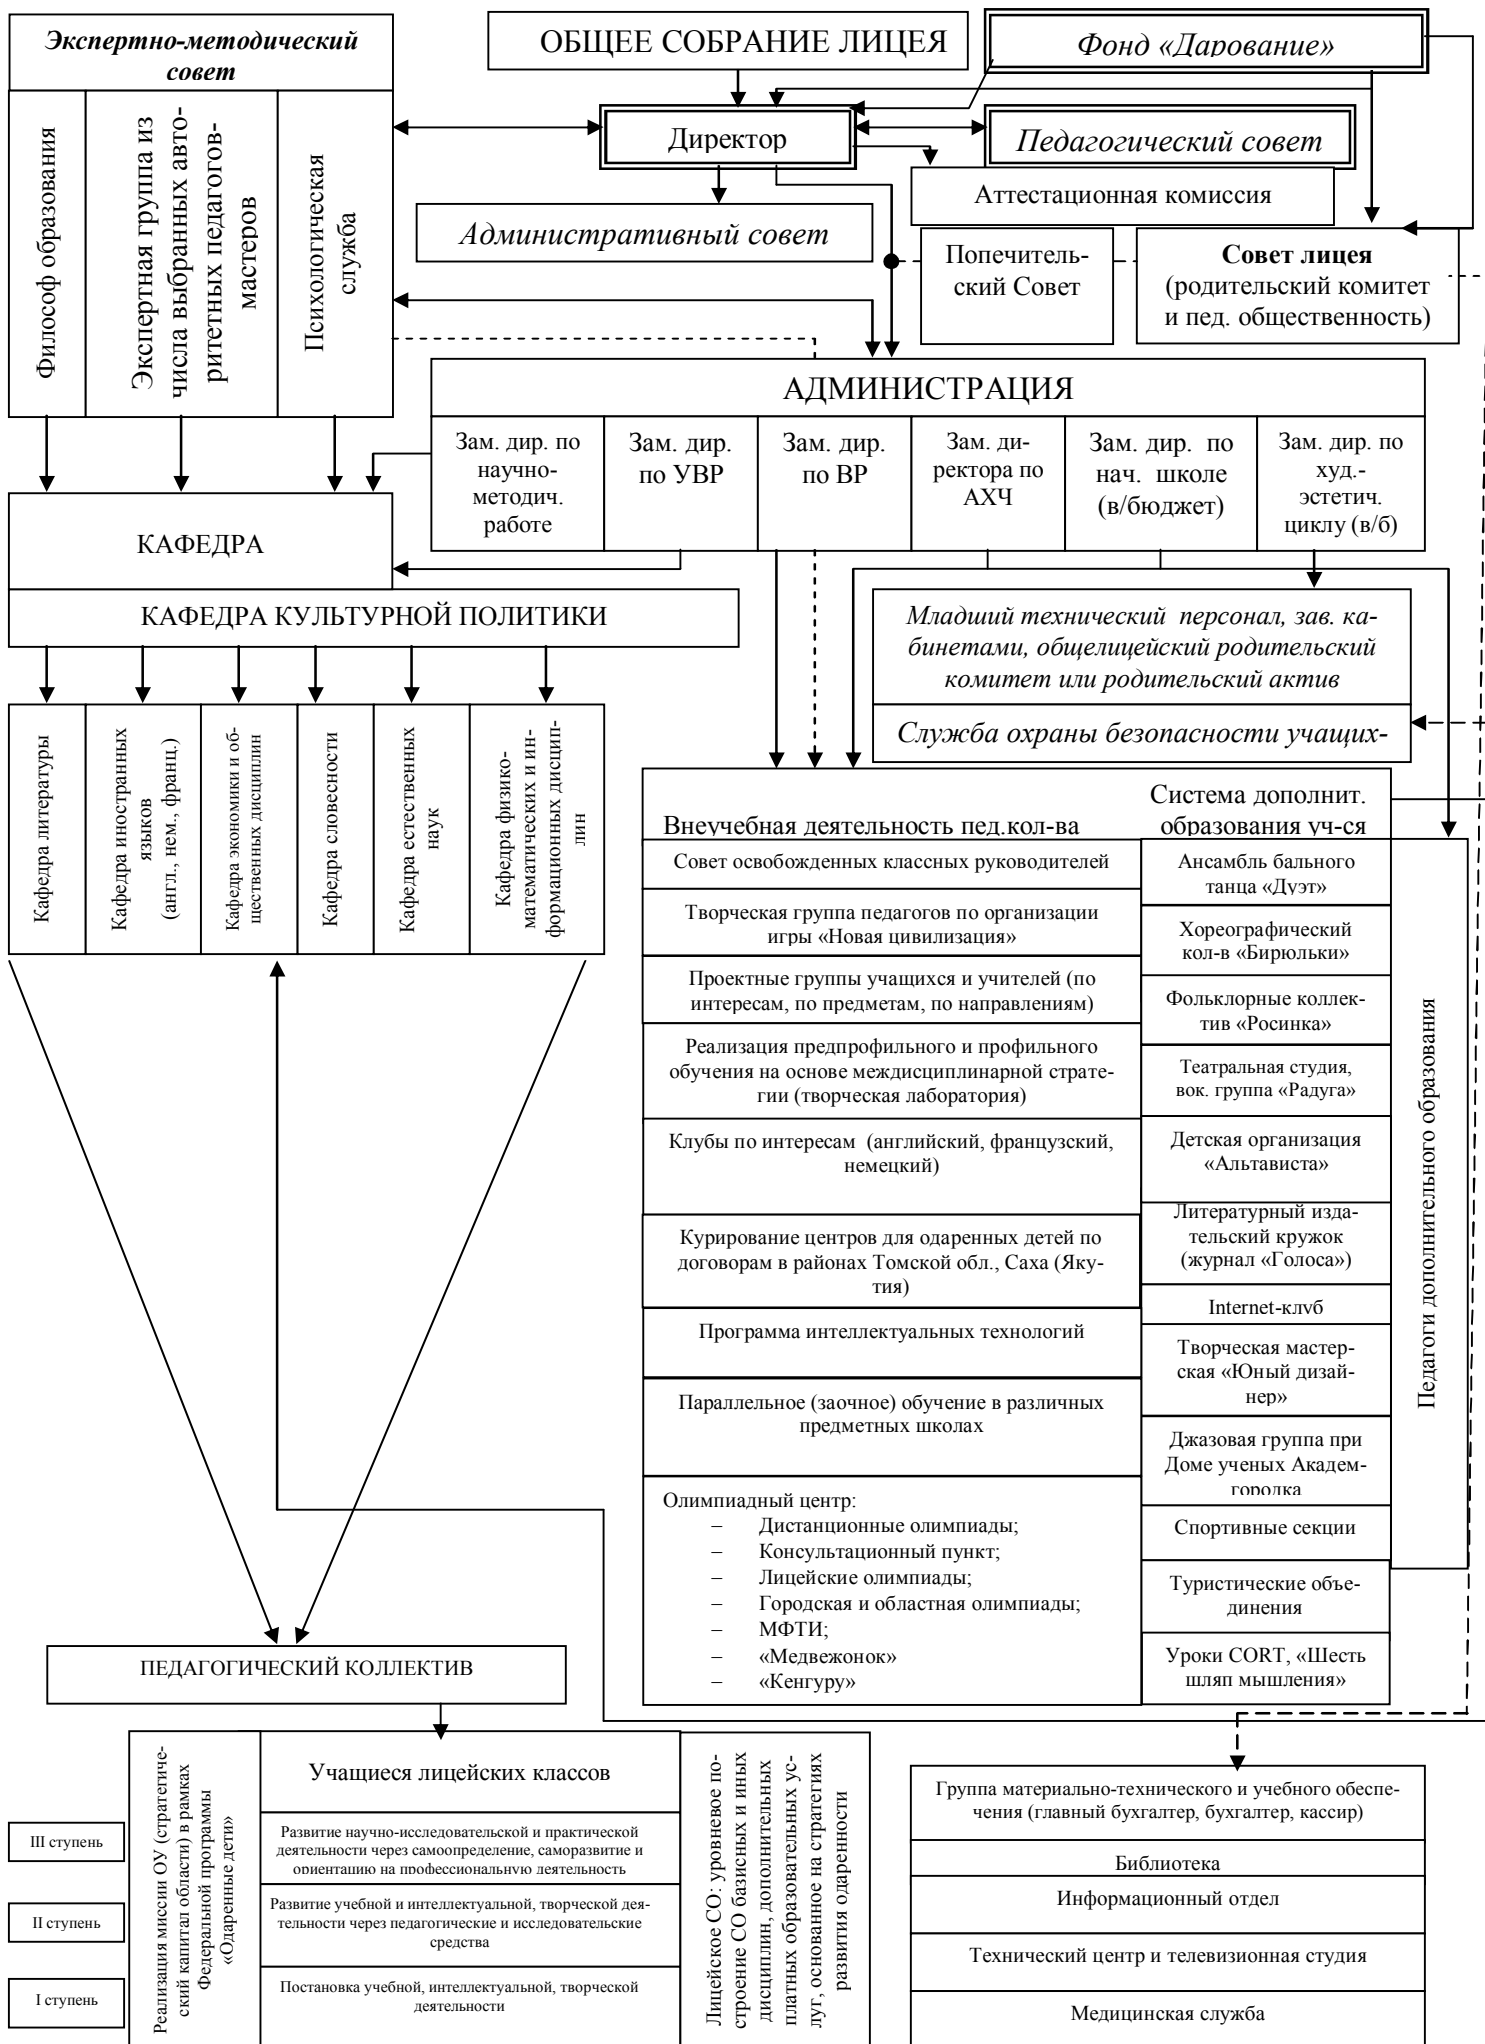 Экспертно-методический
совет
Философ образования
Экспертная группа из
числа выбранных авто-
ритетных педагогов-
мастеров
Психологическая
служба
ОБЩЕЕ СОБРАНИЕ ЛИЦЕЯ
Фонд «Дарование»
Директор
Педагогический совет
Аттестационная комиссия
Административный совет
Попечитель-
ский Совет
Совет лицея
(родительский комитет
и пед. общественность)
АДМИНИСТРАЦИЯ
Зам. дир. по
научно-
методич.
работе
Зам. дир.
по УВР
Зам. дир.
по ВР
Зам. ди-
ректора по
АХЧ
Зам. дир. по
нач. школе
(в/бюджет)
Зам. дир. по
худ.-
эстетич.
циклу (в/б)
КАФЕДРА
КАФЕДРА КУЛЬТУРНОЙ ПОЛИТИКИ
Кафедра литературы
Кафедра иностранных
языков
(англ., нем., франц.)
Кафедра экономики и об-
щественных дисциплин
Кафедра словесности
Кафедра естественных
наук
Кафедра физико-
математических и ин-
формационных дисцип-
лин
Младший технический персонал, зав. ка-
бинетами, общелицейский родительский
комитет или родительский актив
Служба охраны безопасности учащих-
Внеучебная деятельность пед.кол-ва
Система дополнит.
образования уч-ся
Совет освобожденных классных руководителей
Творческая группа педагогов по организации
игры «Новая цивилизация»
Проектные группы учащихся и учителей (по
интересам, по предметам, по направлениям)
Реализация предпрофильного и профильного
обучения на основе междисциплинарной страте-
гии (творческая лаборатория)
Клубы по интересам (английский, французский,
немецкий)
Курирование центров для одаренных детей по
договорам в районах Томской обл., Саха (Яку-
тия)
Программа интеллектуальных технологий
Параллельное (заочное) обучение в различных
предметных школах
Олимпиадный центр:
– Дистанционные олимпиады;
– Консультационный пункт;
– Лицейские олимпиады;
– Городская и областная олимпиады;
– МФТИ;
– «Медвежонок»
– «Кенгуру»
Ансамбль бального
танца «Дуэт»
Хореографический
кол-в «Бирюльки»
Фольклорные коллек-
тив «Росинка»
Театральная студия,
вок. группа «Радуга»
Детская организация
«Альтависта»
Литературный изда-
тельский кружок
(журнал «Голоса»)
Internet-клуб
Творческая мастер-
ская «Юный дизай-
нер»
Джазовая группа при
Доме ученых Академ-
городка
Спортивные секции
Туристические объе-
динения
Уроки CORT, «Шесть
шляп мышления»
Педагоги дополнительного образования
ПЕДАГОГИЧЕСКИЙ КОЛЛЕКТИВ
III ступень
II ступень
I ступень
Реализация миссии ОУ (стратегиче-
ский капитал области) в рамках
Федеральной программы
«Одаренные дети»
Учащиеся лицейских классов
Развитие научно-исследовательской и практической
деятельности через самоопределение, саморазвитие и
ориентацию на профессиональную деятельность
Развитие учебной и интеллектуальной, творческой дея-
тельности через педагогические и исследовательские
средства
Постановка учебной, интеллектуальной, творческой
деятельности
Лицейское СО: уровневое по-
строение СО базисных и иных
дисциплин, дополнительных
платных образовательных ус-
луг, основанное на стратегиях
развития одаренности
Группа материально-технического и учебного обеспе-
чения (главный бухгалтер, бухгалтер, кассир)
Библиотека
Информационный отдел
Технический центр и телевизионная студия
Медицинская служба